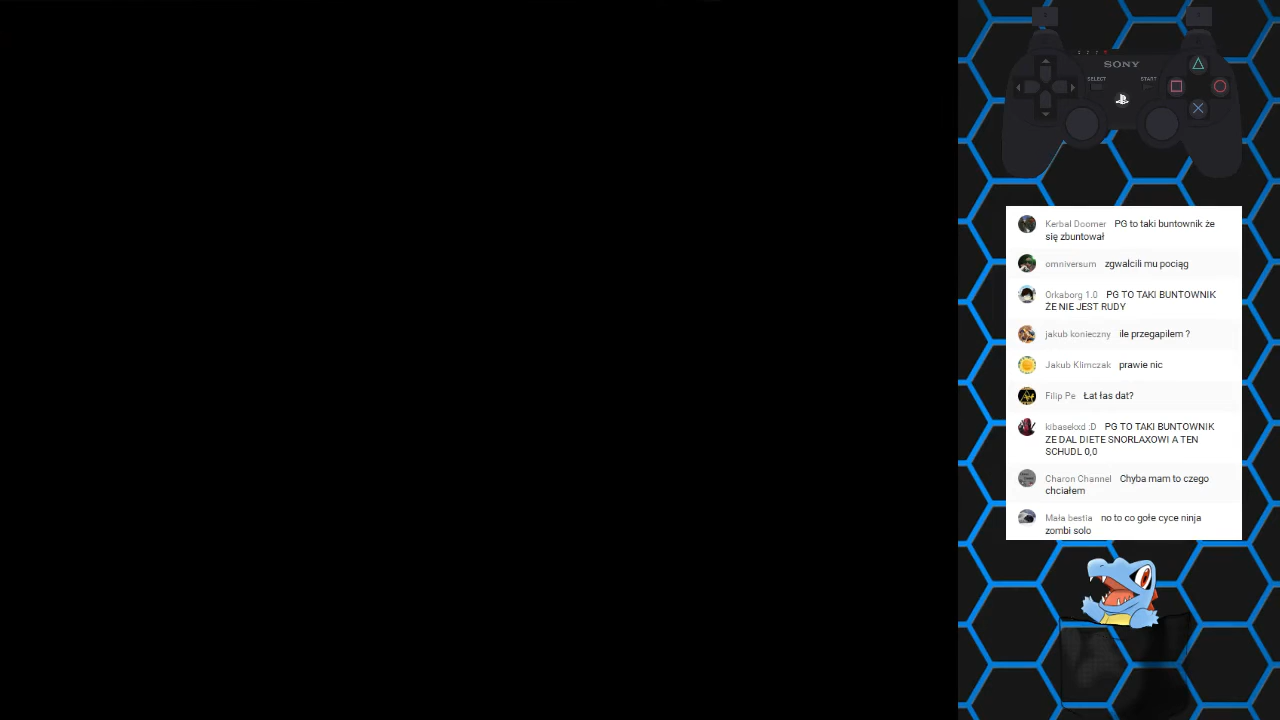 SONY
SELECT START
Kerbal Doomer PG to taki buntownik że
się zbuntował
omniversum zgwalcili mu pociąg
Orkaborg 1.0 PG TO TAKI BUNTOWNIK
ŻE NIE JEST RUDY
jakub konieczny ile przegapilem ?
Jakub Klimczak prawie nic
Filip Pe Łat łas dat?
kibasekxd :D PG TO TAKI BUNTOWNIK
ZE DAL DIETE SNORLAXOWI A TEN
SCHUDL 0,0
Charon Channel Chyba mam to czego
chciałem
Mała bestia no to co gołe cyce ninja
zombi solo